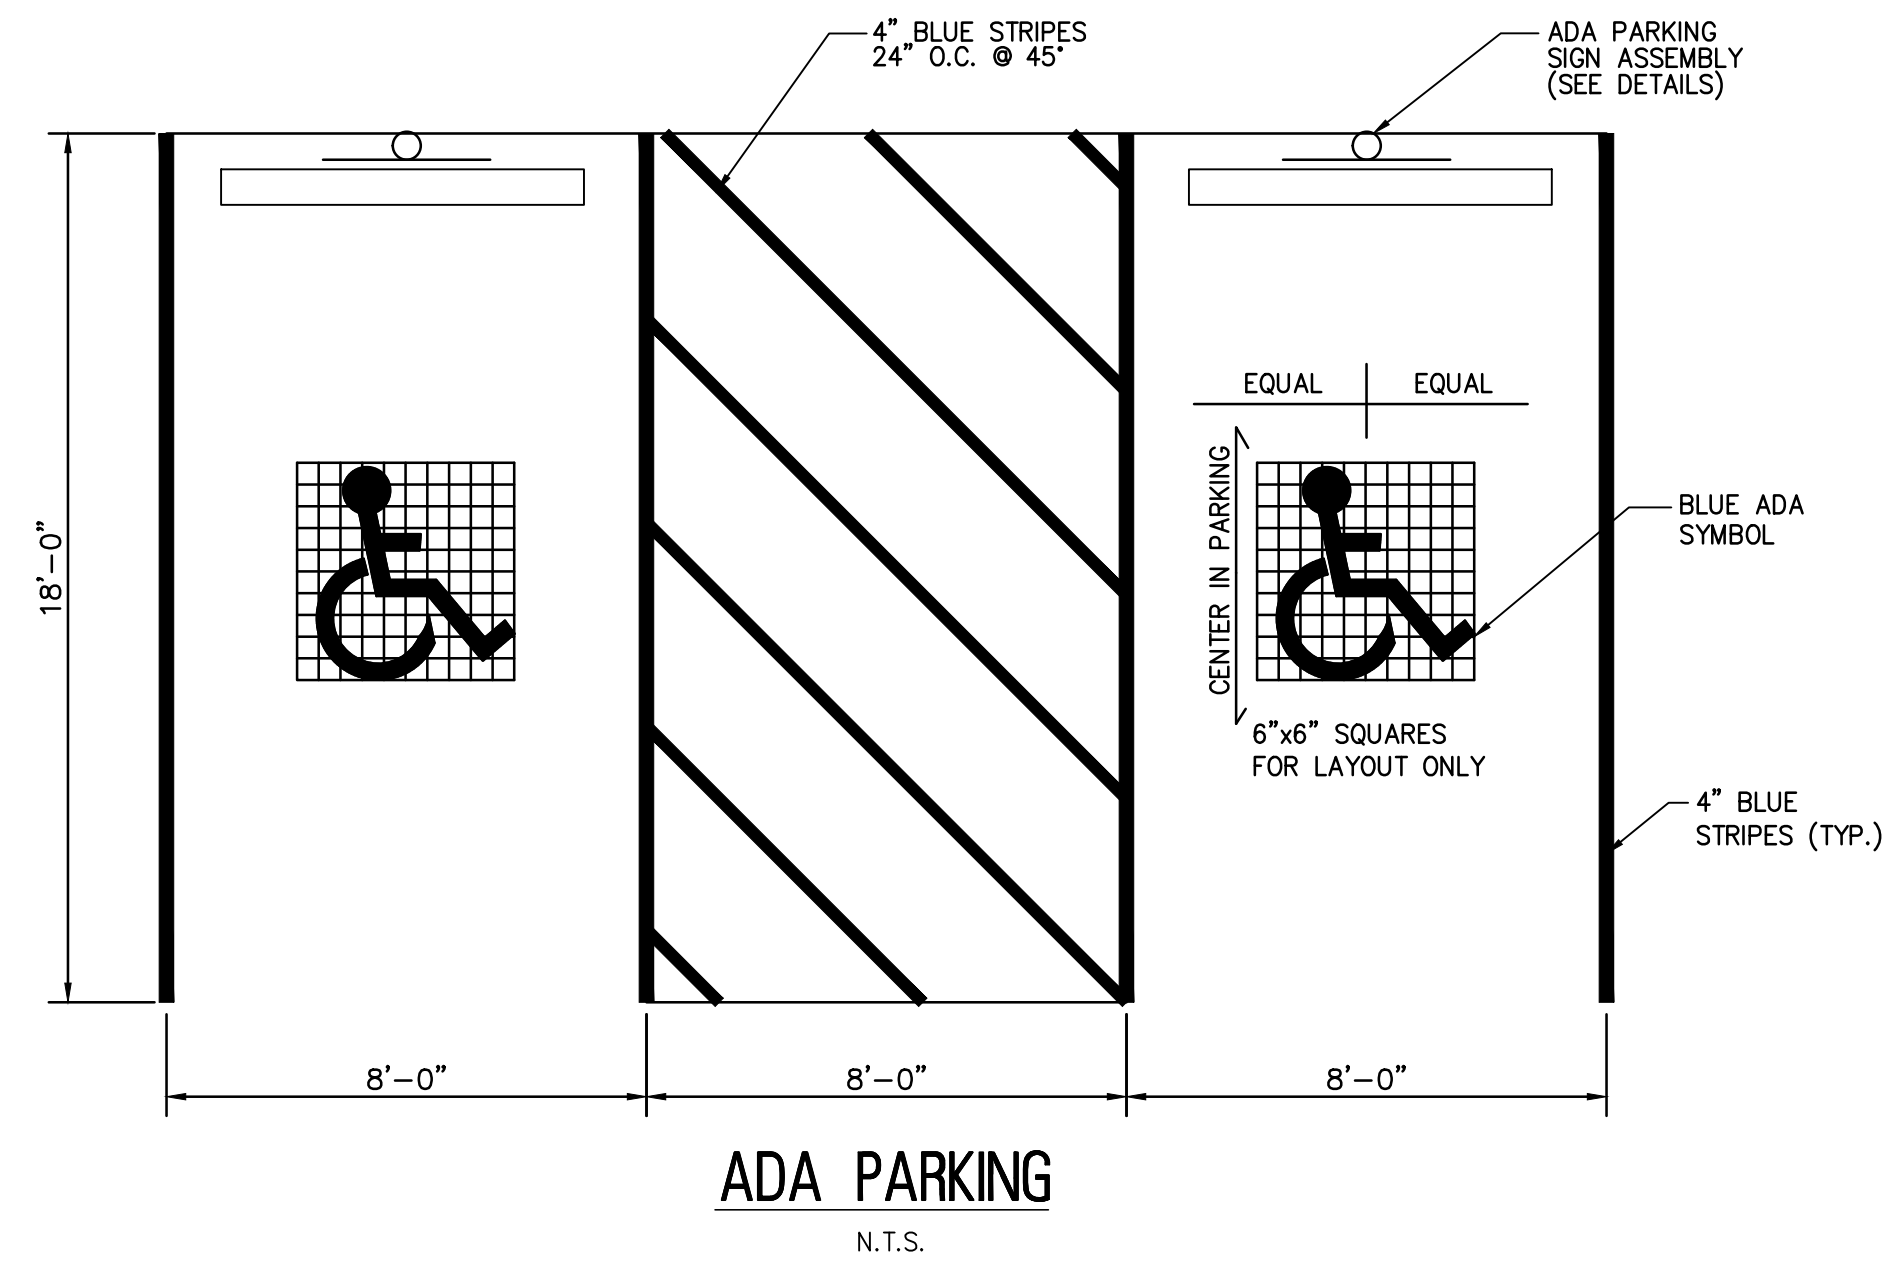 4" BLUE STRIPES
24" O.C. @ 45°
ADA PARKING
SIGN ASSEMBLY
(SEE DETAILS)
EQUAL
EQUAL
CENTER IN PARKING
18'-0"
BLUE ADA
SYMBOL
6"x6" SQUARES
FOR LAYOUT ONLY
4" BLUE
STRIPES (TYP.)
8'-0"
8'-0"
8'-0"
ADA PARKING
N.T.S.